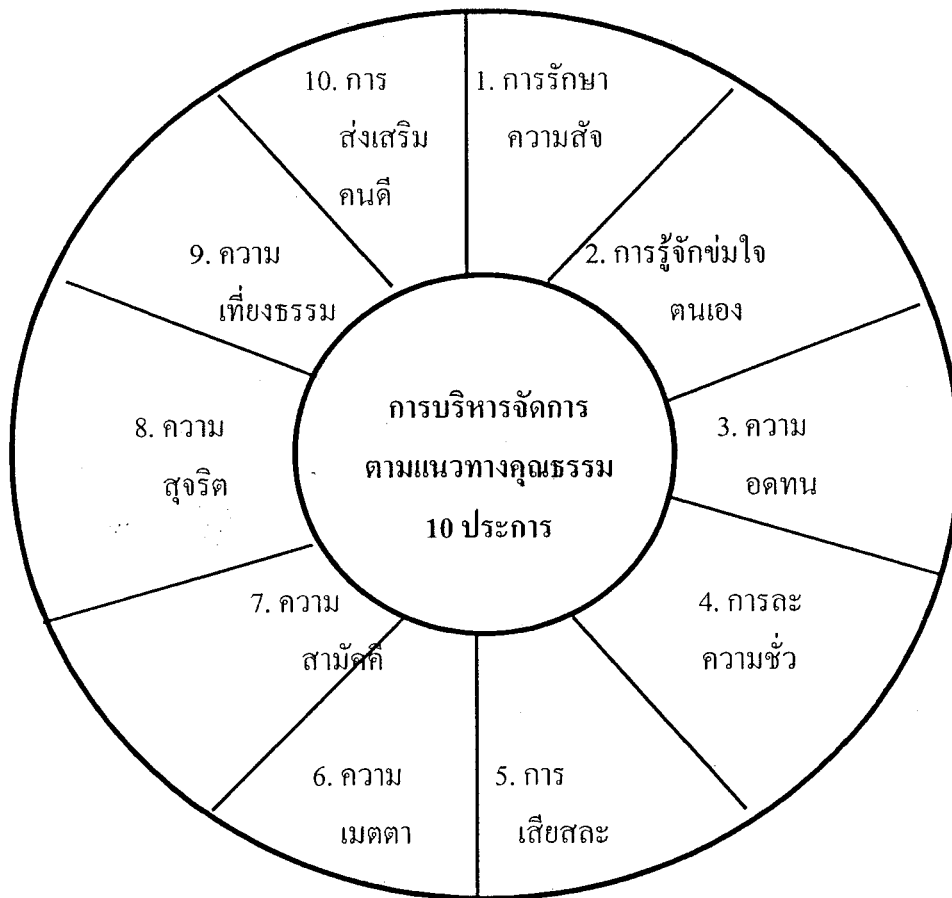 การบริหารจัดการ
ตามแนวทางคุณธรรม
10 ประการ
1. การรักษา
ความสัจ
2. การรู้จักข่มใจ
ตนเอง
3. ความ
อดทน
4. การละ
ความชั่ว
5. การ
เสียสละ
6. ความ
เมตตา
7. ความ
สามัคคี
8. ความ
สุจริต
9. ความ
เที่ยงธรรม
10. การ
ส่งเสริม
คนดี